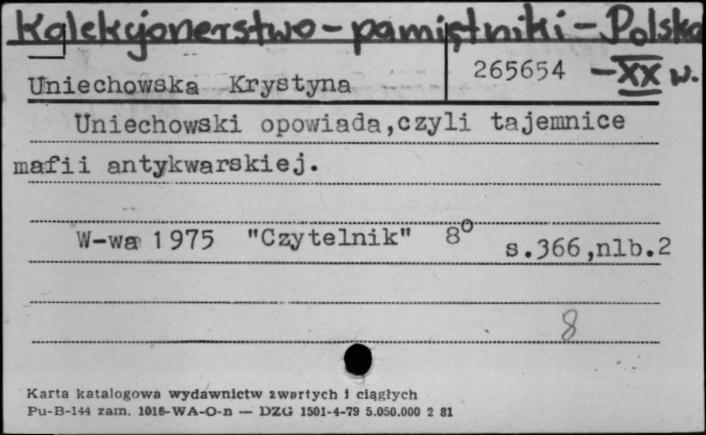 Kolekcjonerstwo - pamiętniki - Polska
Uniechowska Krystyna
265654 - XX w.
Uniechowski opowiada,czyli tajemnice
mafii antykwarskiej.
W-wa 1975 "Czytelnik" 8⁰ s.366,nlb.2
8
Karta katalogowa wydawnictw zwartych i ciągłych
Pu-B-144 zam. 1018-WA-O-n — DZG 1501-4-79 5.050.000 2 81